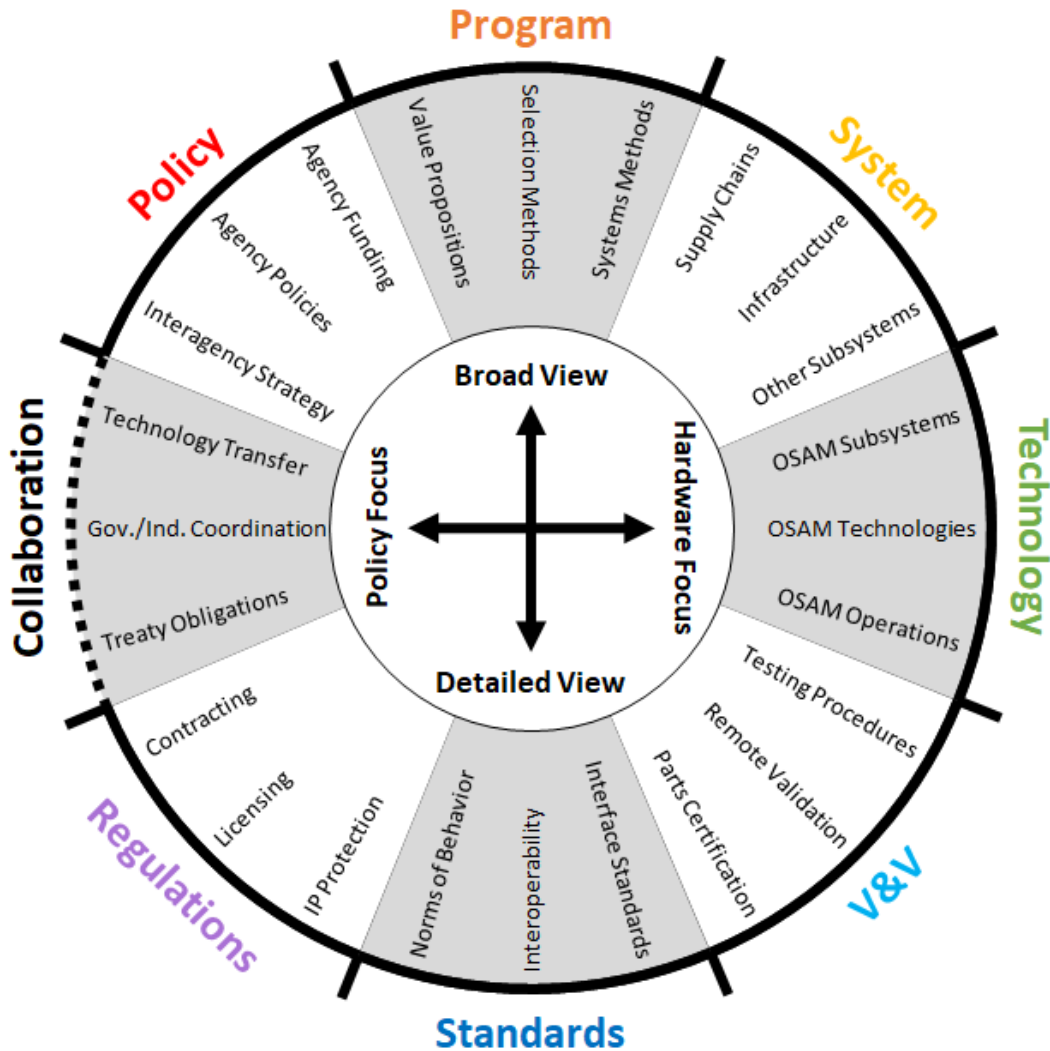 Program
Value Propositions
Selection Methods
Systems Methods
System
Supply Chains
Infrastructure
Other Subsystems
Technology
OSAM Subsystems
OSAM Technologies
OSAM Operations
V&V
Testing Procedures
Remote Validation
Parts Certification
Standards
Interface Standards
Interoperability
Norms of Behavior
Regulations
IP Protection
Licensing
Contracting
Collaboration
Treaty Obligations
Gov./Ind. Coordination
Technology Transfer
Policy
Interagency Strategy
Agency Policies
Agency Funding
Broad View
Hardware Focus
Detailed View
Policy Focus